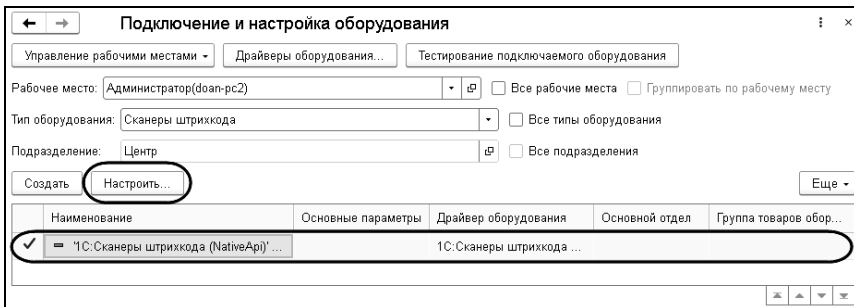 Подключение и настройка оборудования
Управление рабочими местами Драйверы оборудования... Тестирование подключаемого оборудования
Рабочее место: Администратор(doan-pc2) Все рабочие места Группировать по рабочему месту
Тип оборудования: Сканеры штрихкода Все типы оборудования
Подразделение: Центр Все подразделения
Создать Настроить... Еще
Наименование Основные параметры Драйвер оборудования Основной отдел Группа товаров обор...
'1С:Сканеры штрихкода (NativeApi)' ... 1С:Сканеры штрихкода ...